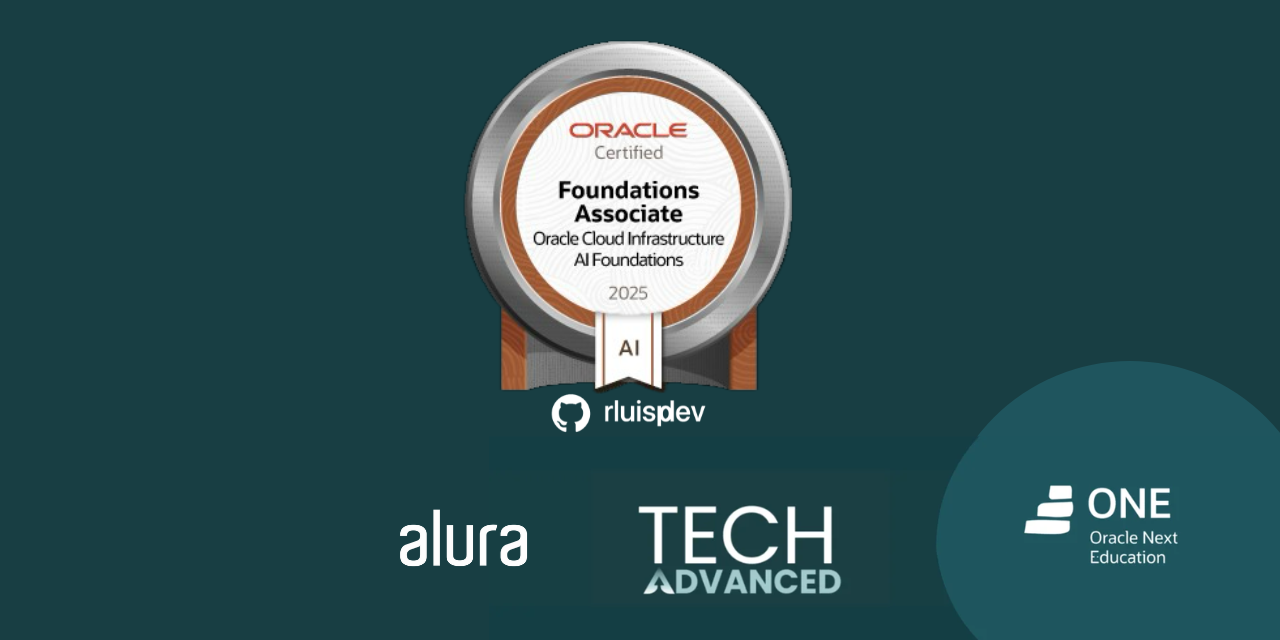 ORACLE
Certified
Foundations
Associate
Oracle Cloud Infrastructure
AI Foundations
2025
AI
rluispdev
alura
TECH
ADVANCED
ONE
Oracle Next
Education